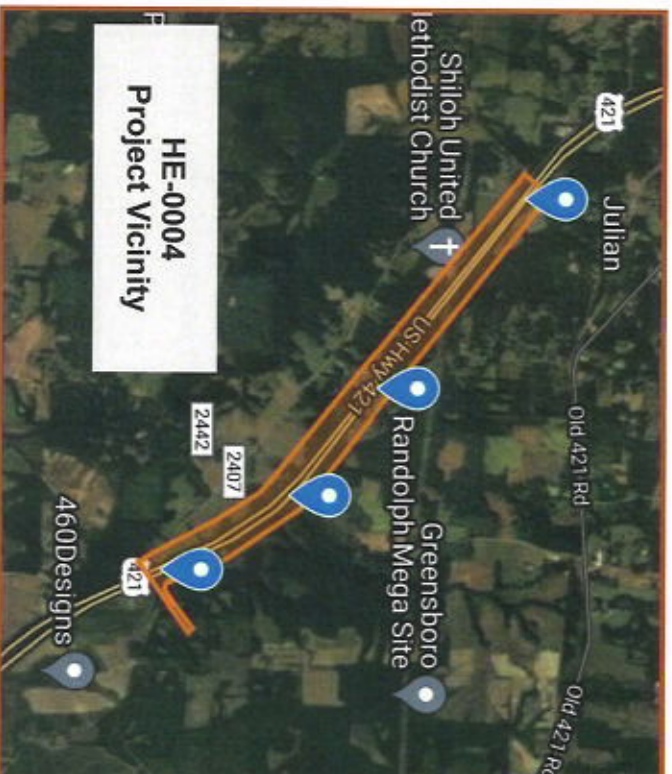 421
Julian
Shiloh United
lethodist Church
HE-0004
Project Vicinity
US Hwy 421
Old 421 Rd
Randolph Mega Site
Greensboro
2442
2407
421
460Designs
Old 421 Rd